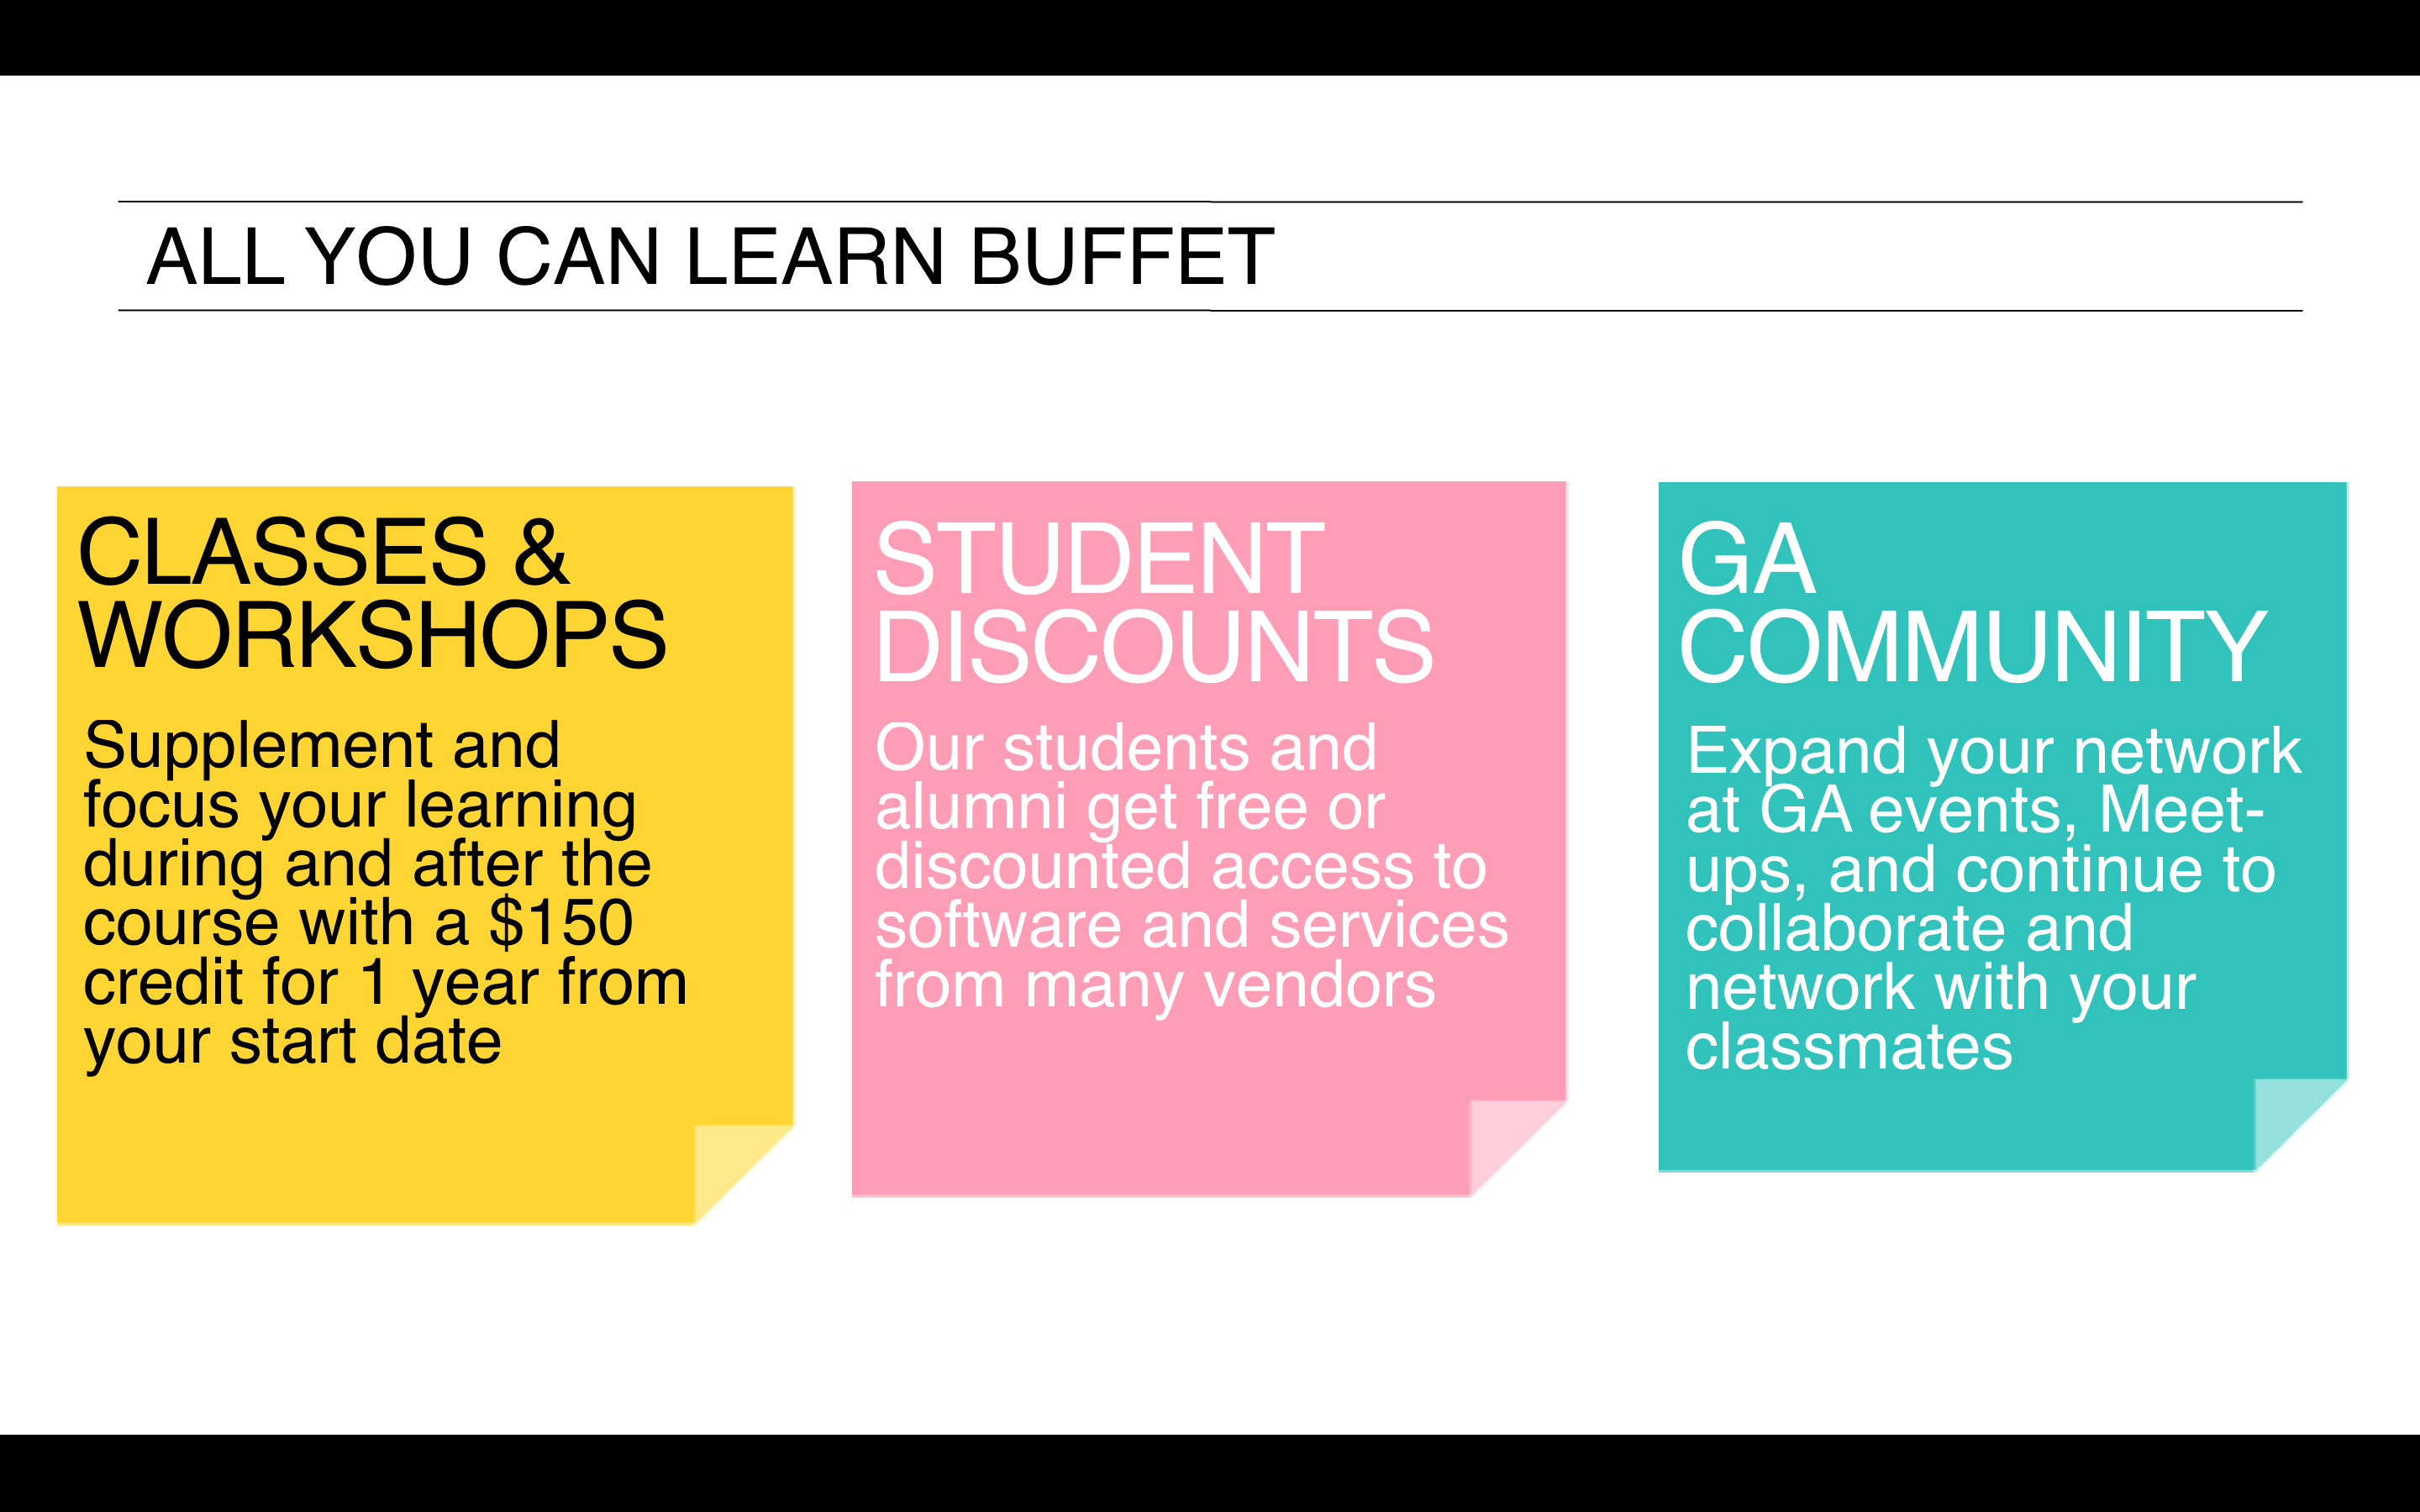 ALL YOU CAN LEARN BUFFET
CLASSES &
WORKSHOPS
Supplement and
focus your learning
during and after the
course with a $150
credit for 1 year from
your start date
STUDENT
DISCOUNTS
Our students and
alumni get free or
discounted access to
software and services
from many vendors
GA
COMMUNITY
Expand your network
at GA events, Meet-
ups, and continue to
collaborate and
network with your
classmates